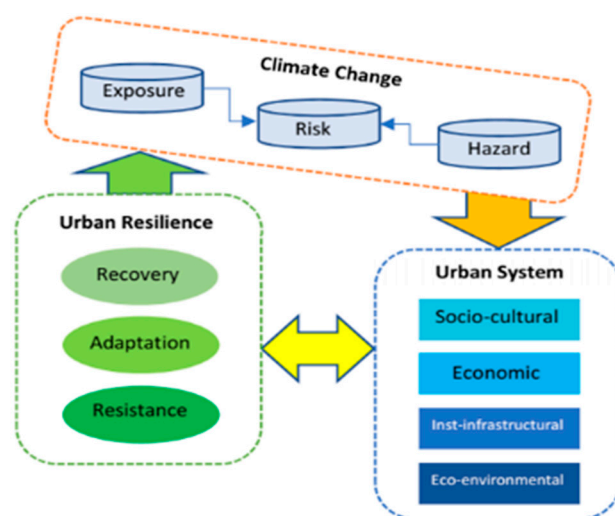 Climate Change
Exposure
Risk
Hazard
Urban Resilience
Recovery
Adaptation
Resistance
Urban System
Socio-cultural
Economic
Inst-infrastructural
Eco-environmental